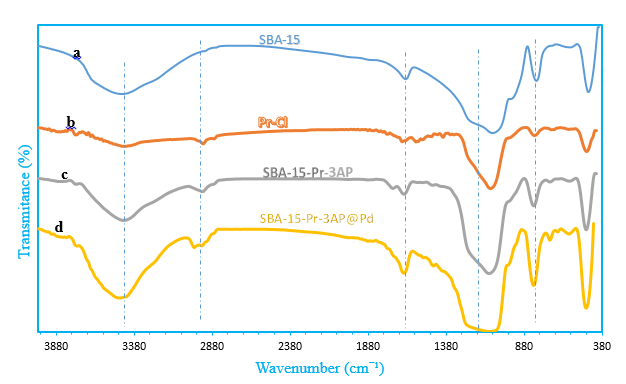 SBA-15
a
Pr-Cl
b
SBA-15-Pr-3AP
c
SBA-15-Pr-3AP@Pd
d
Transmitance (%)
3880 3380 2880 2380 1880 1380 880 380
Wavenumber (cm⁻¹)